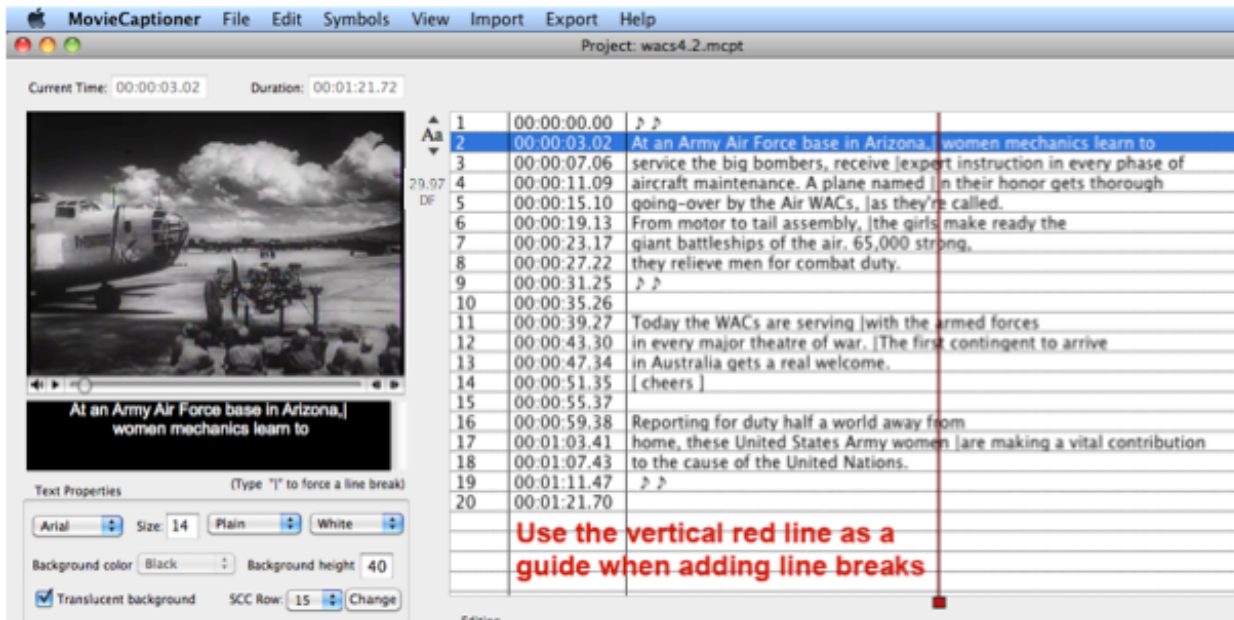 MovieCaptioner File Edit Symbols View Import Export Help
Project: wacs4.2.mcpt
Current Time: 00:00:03.02 Duration: 00:01:21.72
Aa
29.97
DF
1 00:00:00.00 ♪ ♪
2 00:00:03.02 At an Army Air Force base in Arizona,| women mechanics learn to
3 00:00:07.06 service the big bombers, receive |expert instruction in every phase of
4 00:00:11.09 aircraft maintenance. A plane named |in their honor gets thorough
5 00:00:15.10 going-over by the Air WACs, |as they're called.
6 00:00:19.13 From motor to tail assembly, |the girls make ready the
7 00:00:23.17 giant battleships of the air. 65,000 strong,
8 00:00:27.22 they relieve men for combat duty.
9 00:00:31.25 ♪ ♪
10 00:00:35.26
11 00:00:39.27 Today the WACs are serving |with the armed forces
12 00:00:43.30 in every major theatre of war. |The first contingent to arrive
13 00:00:47.34 in Australia gets a real welcome.
14 00:00:51.35 [ cheers ]
15 00:00:55.37
16 00:00:59.38 Reporting for duty half a world away from
17 00:01:03.41 home, these United States Army women |are making a vital contribution
18 00:01:07.43 to the cause of the United Nations.
19 00:01:11.47 ♪ ♪
20 00:01:21.70
At an Army Air Force base in Arizona,|
women mechanics learn to
(Type "|" to force a line break)
Text Properties
Arial Size: 14 Plain White
Background color Black Background height 40
Translucent background SCC Row: 15 Change
Use the vertical red line as a
guide when adding line breaks